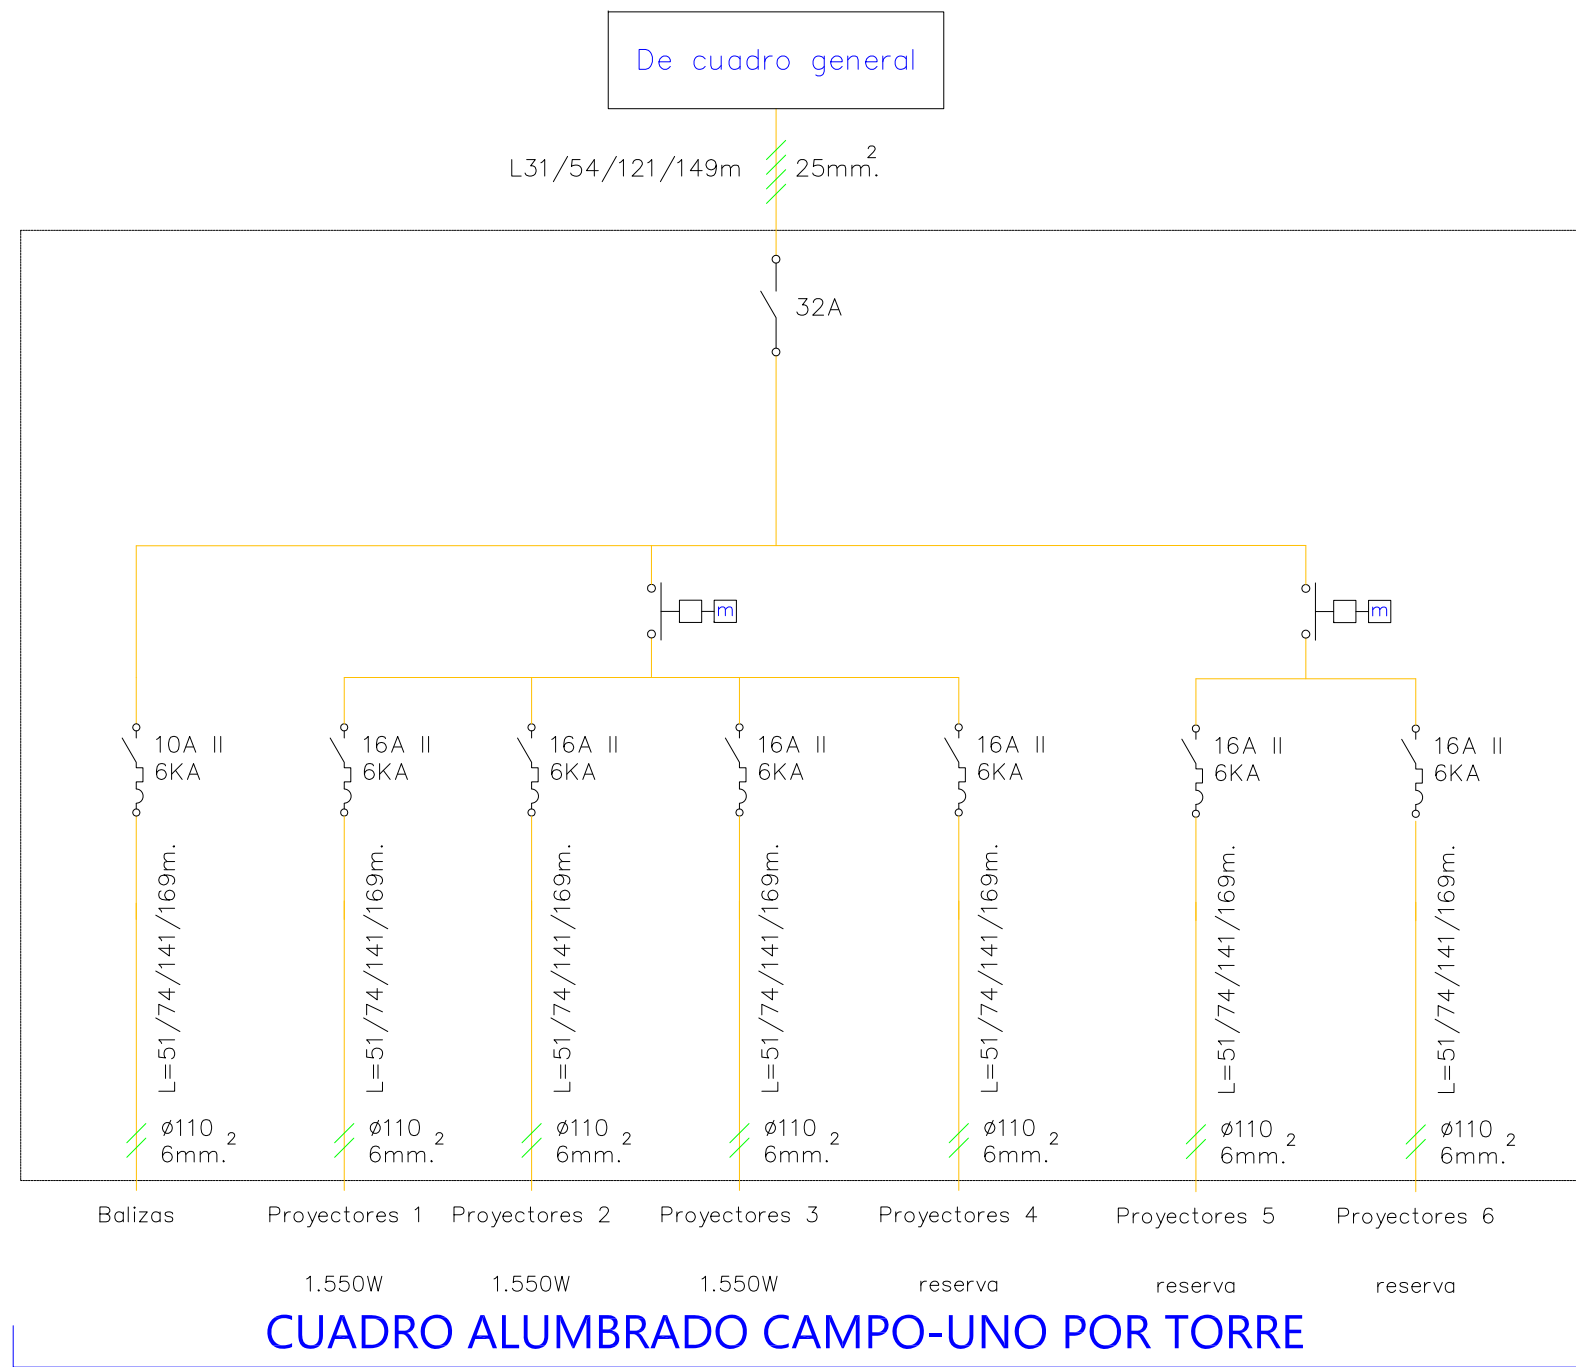 De cuadro general
L31/54/121/149m 25mm.²
32A
m m
10A II 16A II 16A II 16A II 16A II 16A II 16A II
6KA 6KA 6KA 6KA 6KA 6KA 6KA
L=51/74/141/169m.
L=51/74/141/169m.
L=51/74/141/169m.
L=51/74/141/169m.
L=51/74/141/169m.
L=51/74/141/169m.
L=51/74/141/169m.
ø110 ø110 ø110 ø110 ø110 ø110 ø110
6mm.² 6mm.² 6mm.² 6mm.² 6mm.² 6mm.² 6mm.²
Balizas Proyectores 1 Proyectores 2 Proyectores 3 Proyectores 4 Proyectores 5 Proyectores 6
1.550W 1.550W 1.550W reserva reserva reserva
CUADRO ALUMBRADO CAMPO-UNO POR TORRE